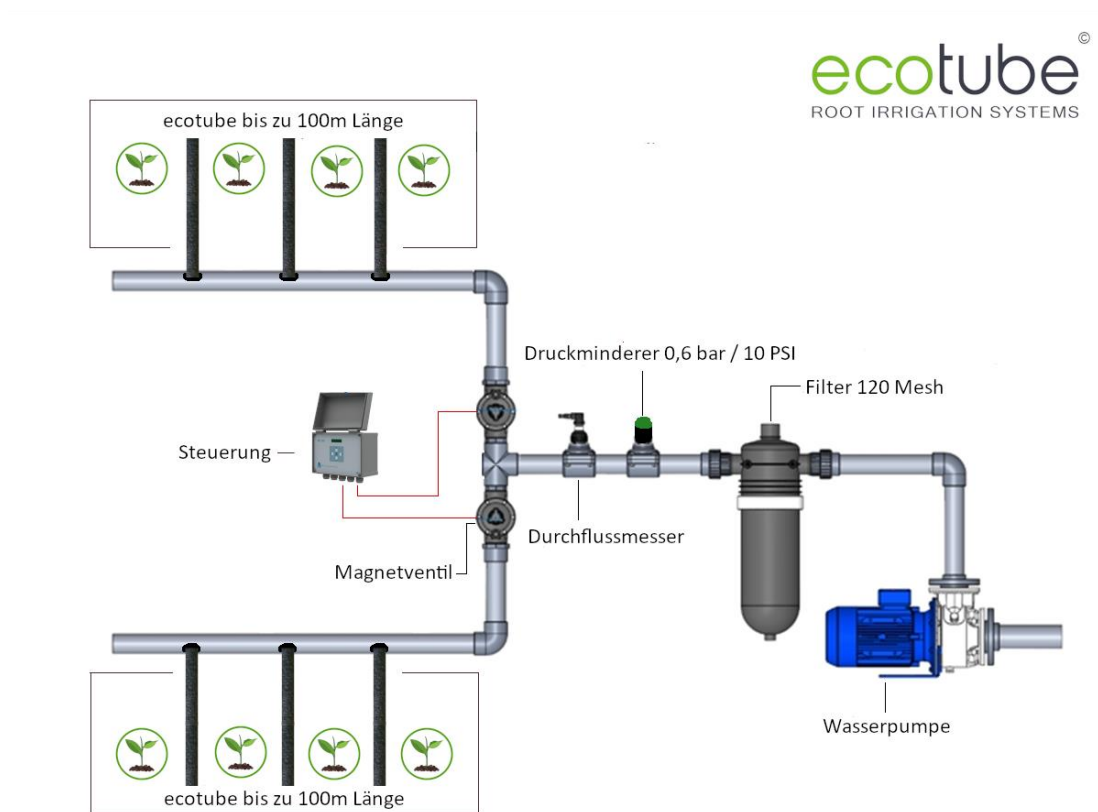 ©
ecotube
ROOT IRRIGATION SYSTEMS
ecotube bis zu 100m Länge
Druckminderer 0,6 bar / 10 PSI
Filter 120 Mesh
Steuerung
Durchflussmesser
Magnetventil
Wasserpumpe
ecotube bis zu 100m Länge